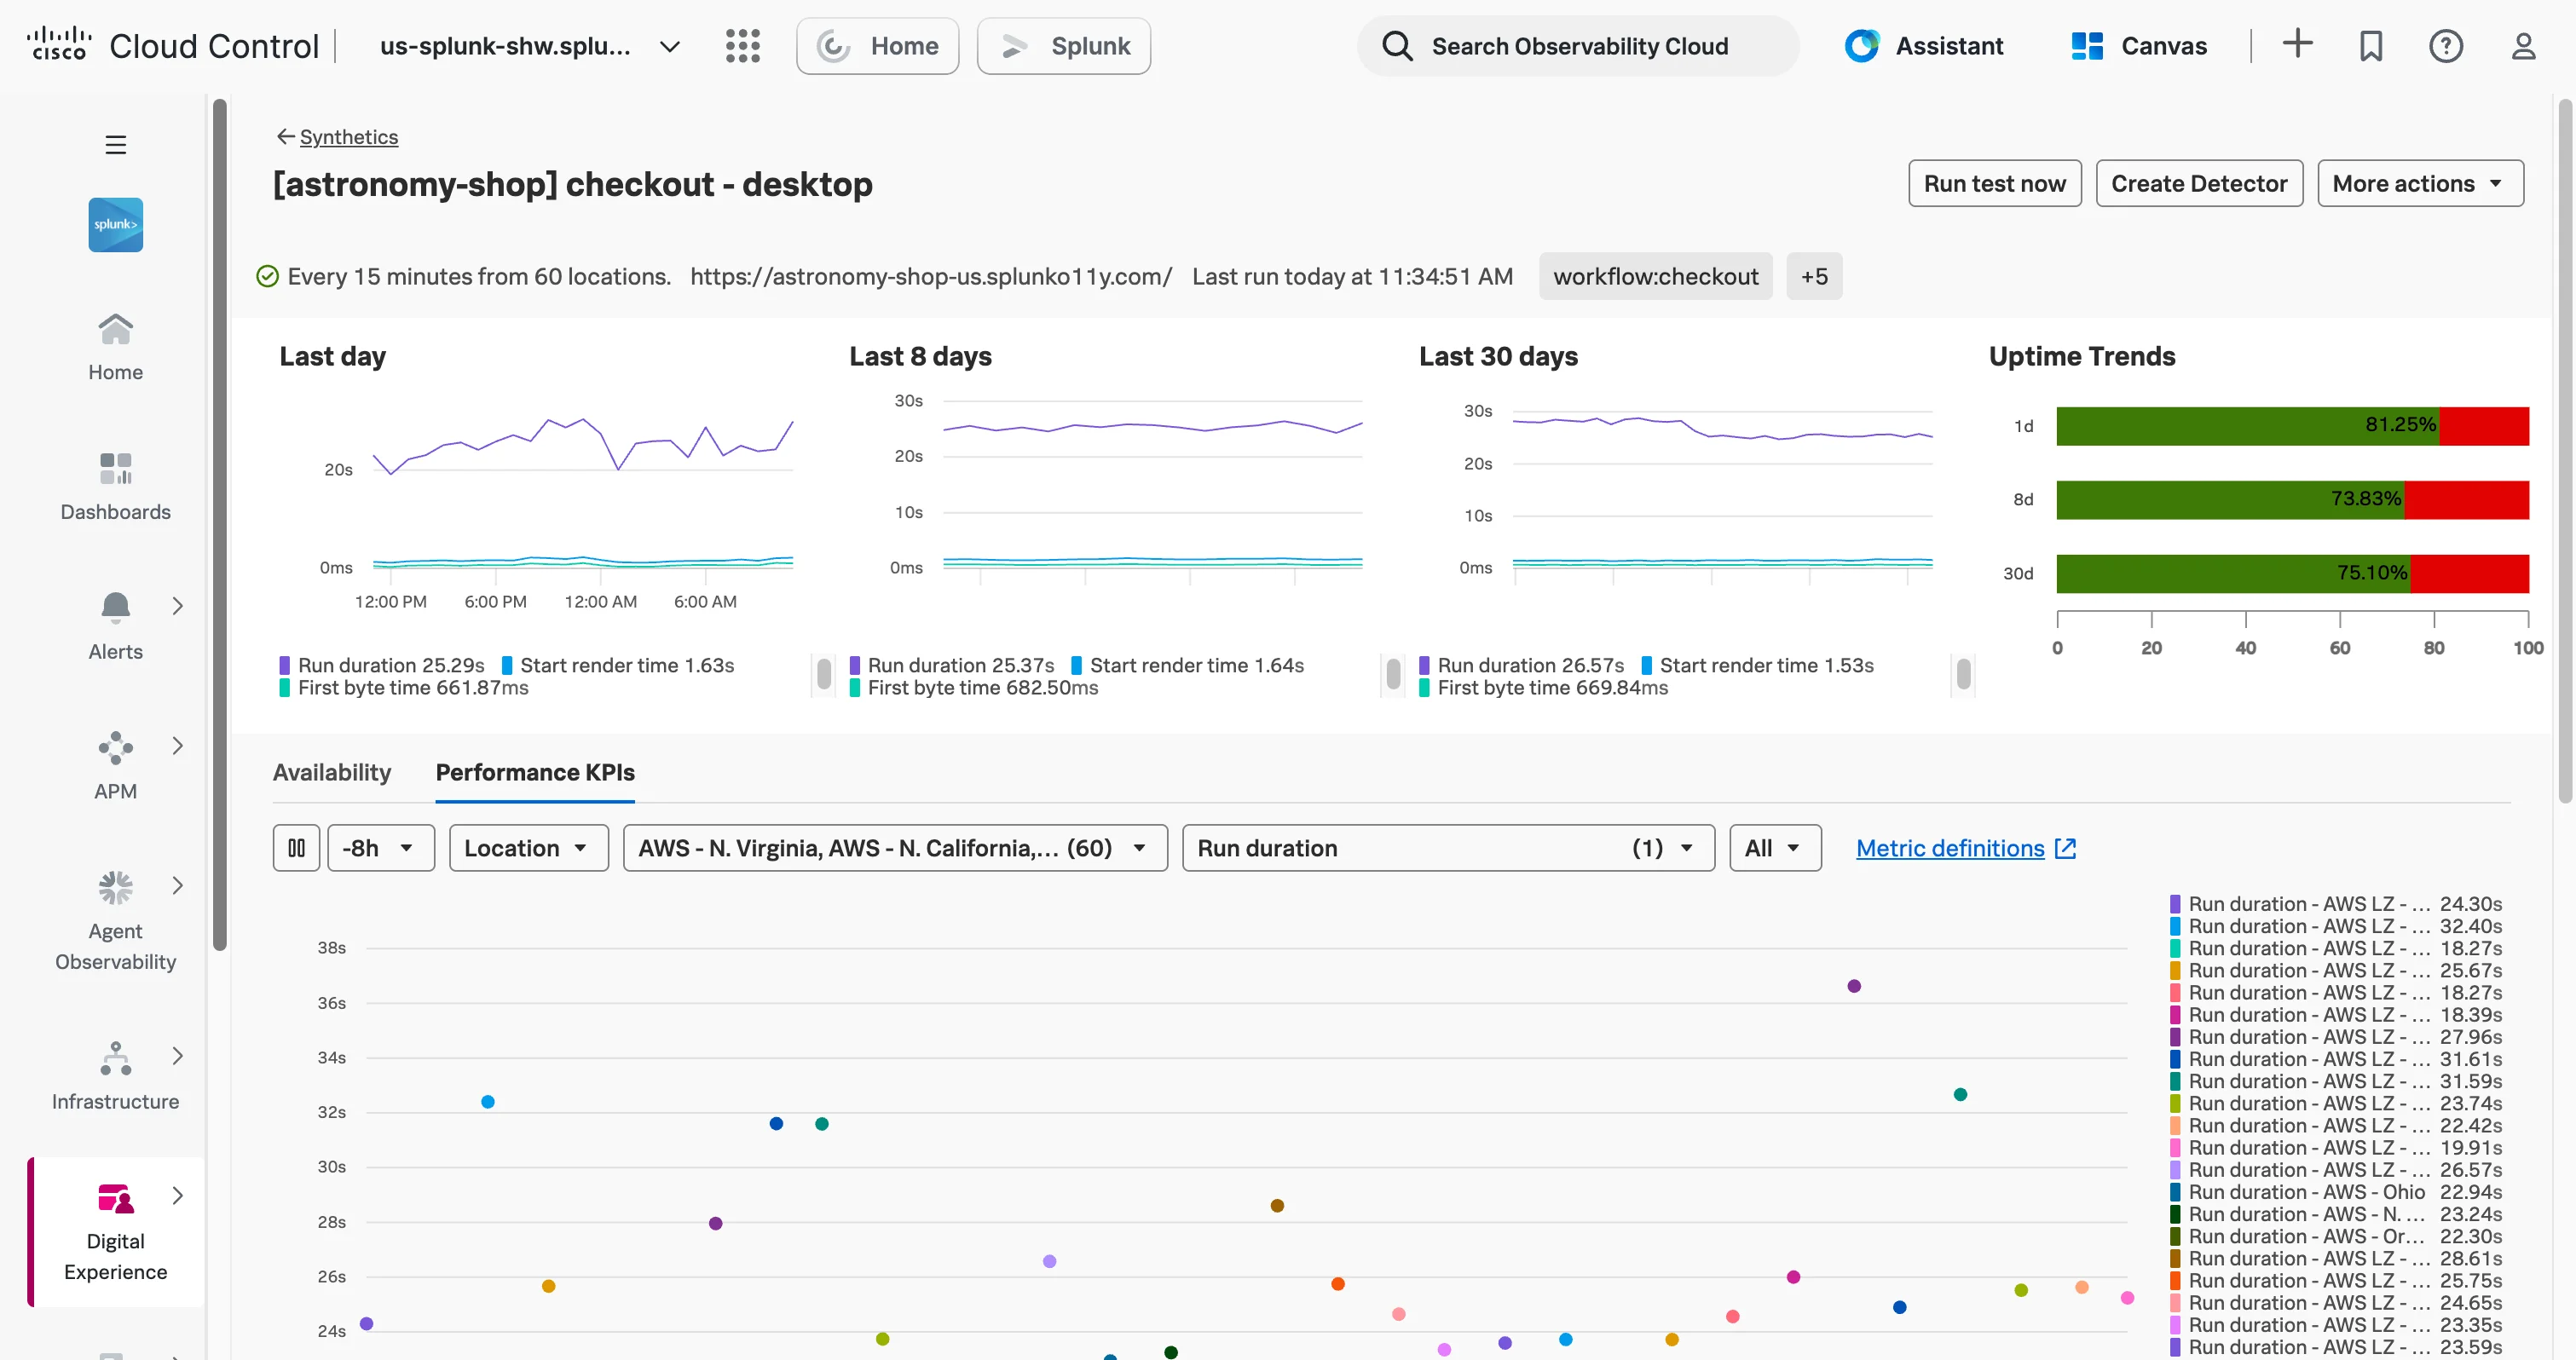 cisco Cloud Control us-splunk-shw.splu... Home Splunk Search Observability Cloud Assistant Canvas
Synthetics
[astronomy-shop] checkout - desktop
Run test now Create Detector More actions
splunk>
Every 15 minutes from 60 locations. https://astronomy-shop-us.splunko11y.com/ Last run today at 11:34:51 AM workflow:checkout +5
Home
Dashboards
Alerts
APM
Agent
Observability
Infrastructure
Digital
Experience
Last day
20s
0ms
12:00 PM 6:00 PM 12:00 AM 6:00 AM
Run duration 25.29s Start render time 1.63s
First byte time 661.87ms
Last 8 days
30s
20s
10s
0ms
Run duration 25.37s Start render time 1.64s
First byte time 682.50ms
Last 30 days
30s
20s
10s
0ms
Run duration 26.57s Start render time 1.53s
First byte time 669.84ms
Uptime Trends
1d 81.25%
8d 73.83%
30d 75.10%
0 20 40 60 80 100
Availability Performance KPIs
-8h Location AWS - N. Virginia, AWS - N. California,... (60) Run duration (1) All Metric definitions
38s
36s
34s
32s
30s
28s
26s
24s
Run duration - AWS LZ - ... 24.30s
Run duration - AWS LZ - ... 32.40s
Run duration - AWS LZ - ... 18.27s
Run duration - AWS LZ - ... 25.67s
Run duration - AWS LZ - ... 18.27s
Run duration - AWS LZ - ... 18.39s
Run duration - AWS LZ - ... 27.96s
Run duration - AWS LZ - ... 31.61s
Run duration - AWS LZ - ... 31.59s
Run duration - AWS LZ - ... 23.74s
Run duration - AWS LZ - ... 22.42s
Run duration - AWS LZ - ... 19.91s
Run duration - AWS LZ - ... 26.57s
Run duration - AWS - Ohio 22.94s
Run duration - AWS - N. ... 23.24s
Run duration - AWS - Or... 22.30s
Run duration - AWS LZ - ... 28.61s
Run duration - AWS LZ - ... 25.75s
Run duration - AWS LZ - ... 24.65s
Run duration - AWS LZ - ... 23.35s
Run duration - AWS LZ - ... 23.59s